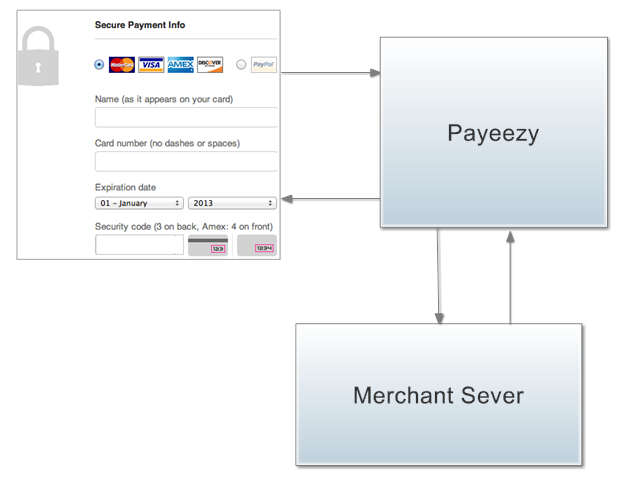 Secure Payment Info
MasterCard VISA AMEX DISCOVER PayPal
Name (as it appears on your card)
Card number (no dashes or spaces)
Expiration date
01 - January 2013
Security code (3 on back, Amex: 4 on front)
123 1234
Payeezy
Merchant Sever